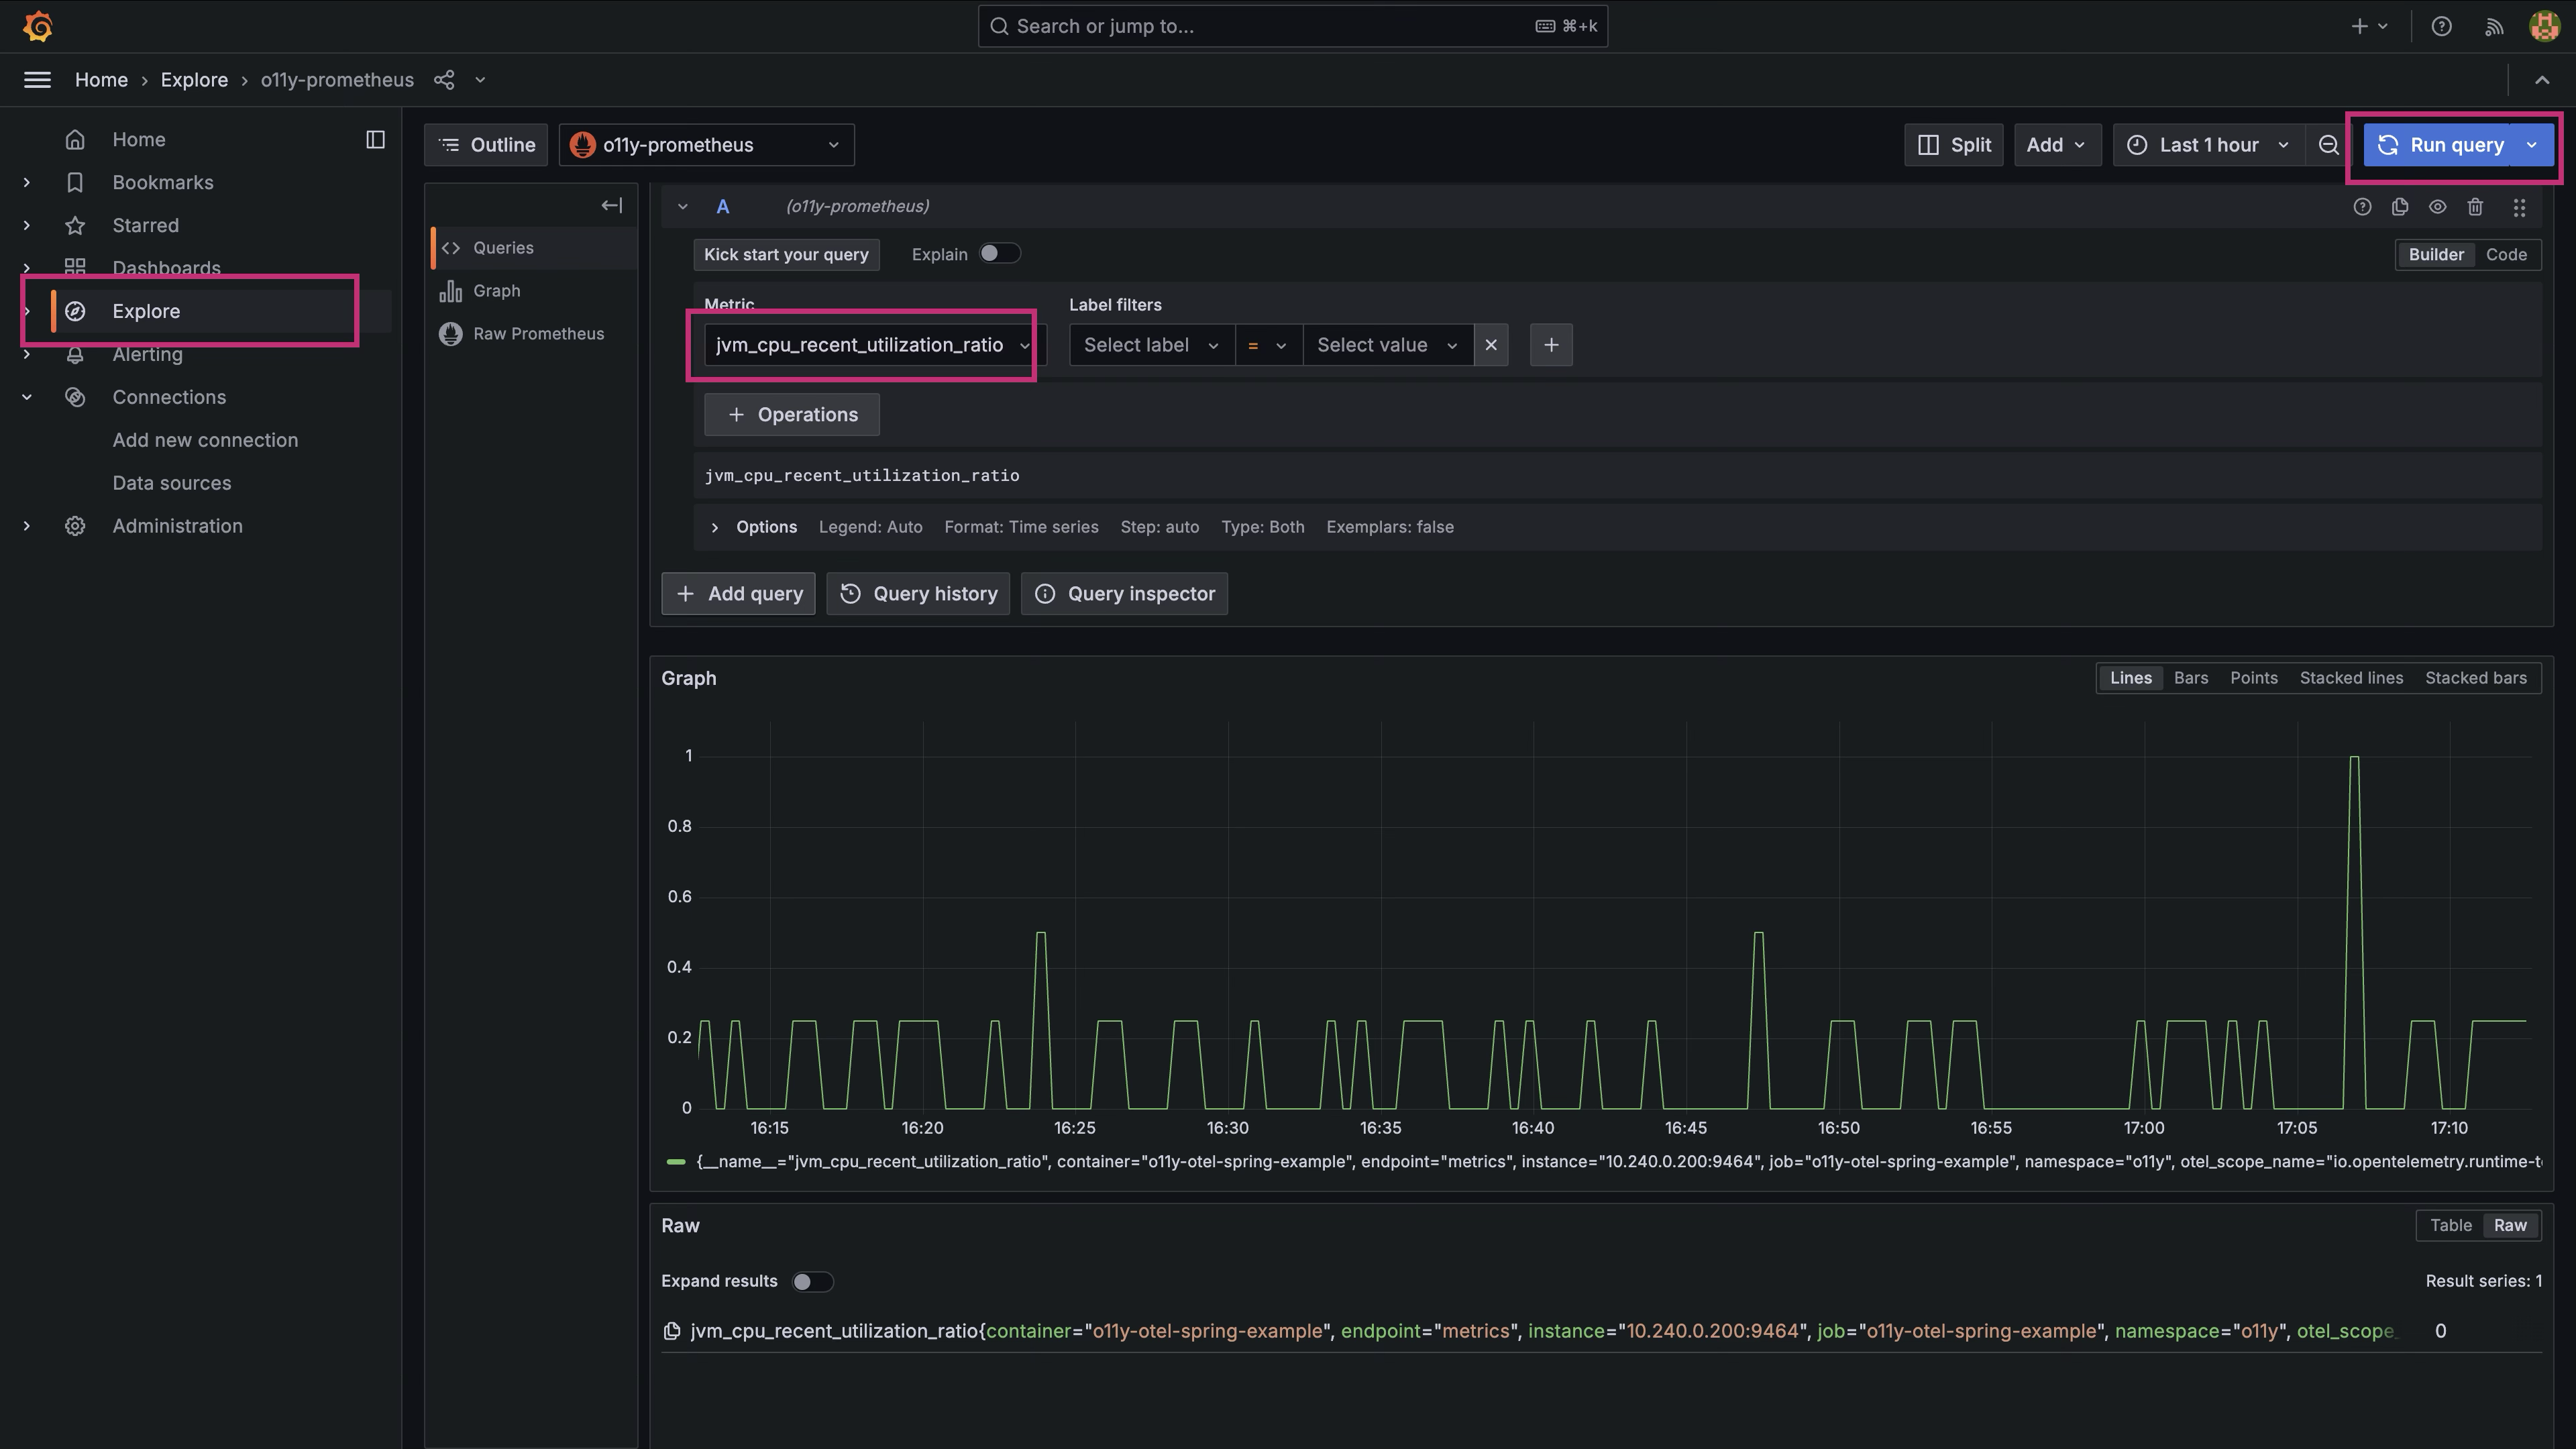 Search or jump to...
⌘+k
Home › Explore › o11y-prometheus
Home
Bookmarks
Starred
Dashboards
Explore
Alerting
Connections
Add new connection
Data sources
Administration
Outline
o11y-prometheus
Split
Add
Last 1 hour
Run query
Queries
Graph
Raw Prometheus
A
(o11y-prometheus)
Kick start your query
Explain
Builder
Code
Metric
Label filters
jvm_cpu_recent_utilization_ratio
Select label
=
Select value
+ Operations
jvm_cpu_recent_utilization_ratio
Options Legend: Auto Format: Time series Step: auto Type: Both Exemplars: false
+ Add query
Query history
Query inspector
Graph
Lines Bars Points Stacked lines Stacked bars
1
0.8
0.6
0.4
0.2
0
16:15 16:20 16:25 16:30 16:35 16:40 16:45 16:50 16:55 17:00 17:05 17:10
{__name__="jvm_cpu_recent_utilization_ratio", container="o11y-otel-spring-example", endpoint="metrics", instance="10.240.0.200:9464", job="o11y-otel-spring-example", namespace="o11y", otel_scope_name="io.opentelemetry.runtime-t
Raw
Table Raw
Expand results
Result series: 1
jvm_cpu_recent_utilization_ratio{container="o11y-otel-spring-example", endpoint="metrics", instance="10.240.0.200:9464", job="o11y-otel-spring-example", namespace="o11y", otel_scope_ 0